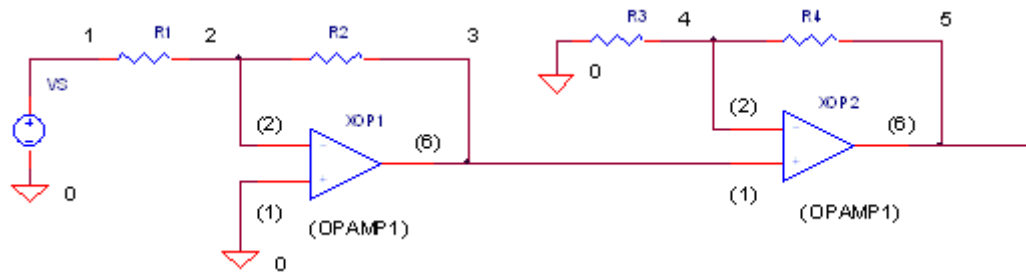 1 R1 2 R2 3 R3 4 R4 5
0
VS
(2) XOP1 (6) (2) XOP2 (6)
0
(1) (OPAMP1) (1) (OPAMP1)
0